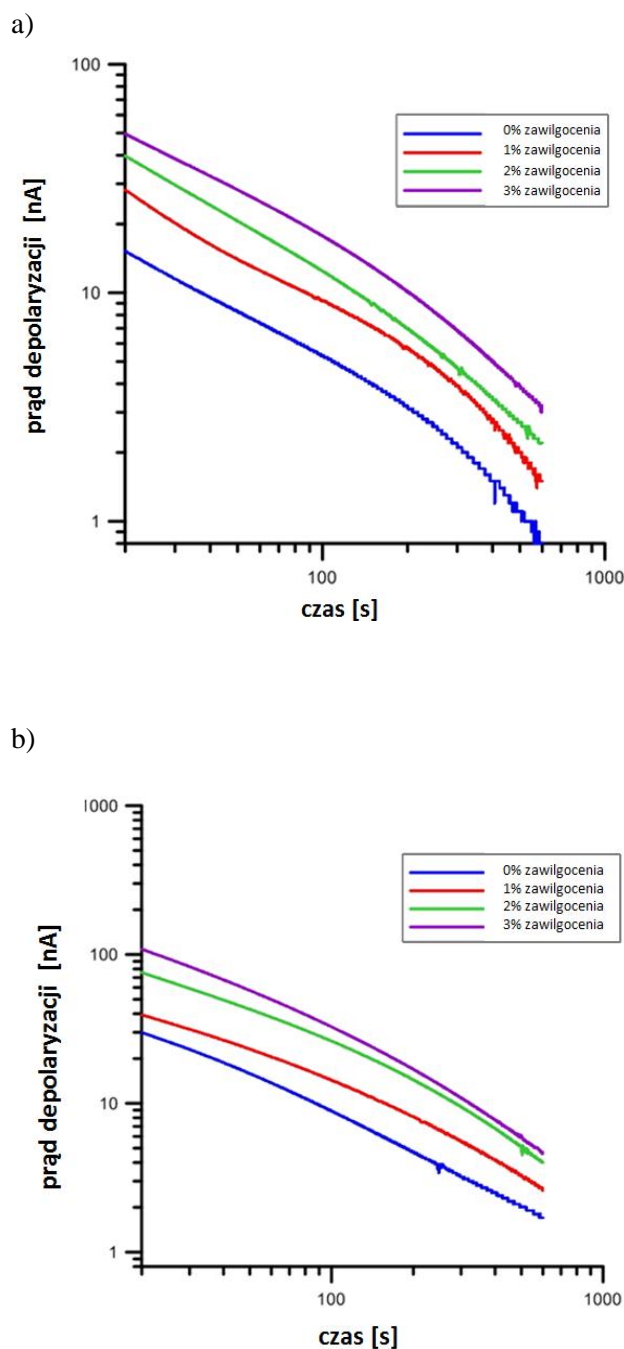 a)
100
10
1
prąd depolaryzacji [nA]
0% zawilgocenia
1% zawilgocenia
2% zawilgocenia
3% zawilgocenia
100
1000
czas [s]
b)
1000
100
10
1
prąd depolaryzacji [nA]
0% zawilgocenia
1% zawilgocenia
2% zawilgocenia
3% zawilgocenia
100
1000
czas [s]